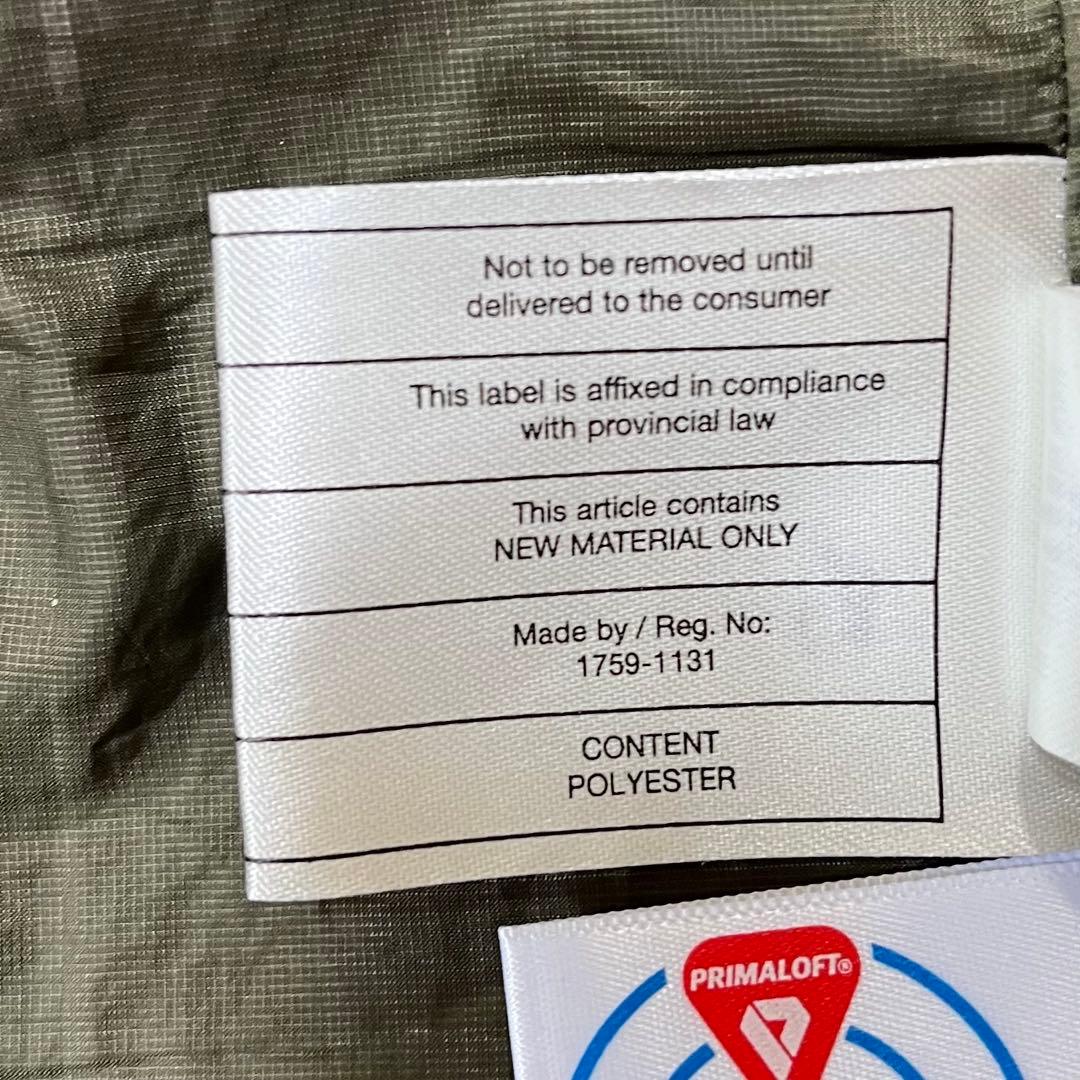 Not to be removed until
delivered to the consumer
This label is affixed in compliance
with provincial law
This article contains
NEW MATERIAL ONLY
Made by / Reg. No:
1759-1131
CONTENT
POLYESTER
PRIMALOFT®